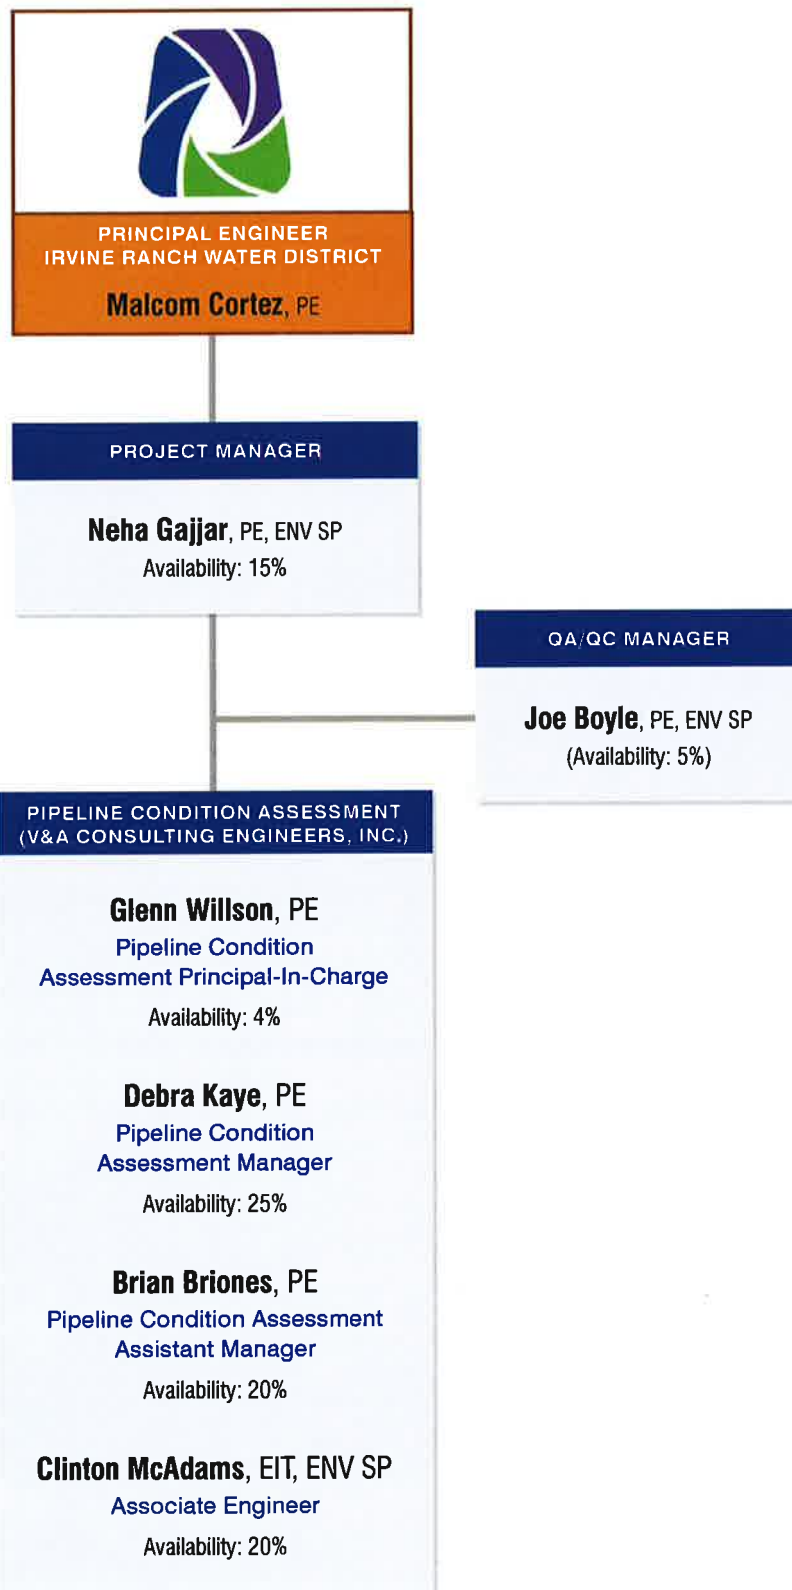 PRINCIPAL ENGINEER
IRVINE RANCH WATER DISTRICT
Malcom Cortez, PE
PROJECT MANAGER
Neha Gajjar, PE, ENV SP
Availability: 15%
QA/QC MANAGER
Joe Boyle, PE, ENV SP
(Availability: 5%)
PIPELINE CONDITION ASSESSMENT
(V&A CONSULTING ENGINEERS, INC.)
Glenn Willson, PE
Pipeline Condition
Assessment Principal-In-Charge
Availability: 4%
Debra Kaye, PE
Pipeline Condition
Assessment Manager
Availability: 25%
Brian Briones, PE
Pipeline Condition Assessment
Assistant Manager
Availability: 20%
Clinton McAdams, EIT, ENV SP
Associate Engineer
Availability: 20%